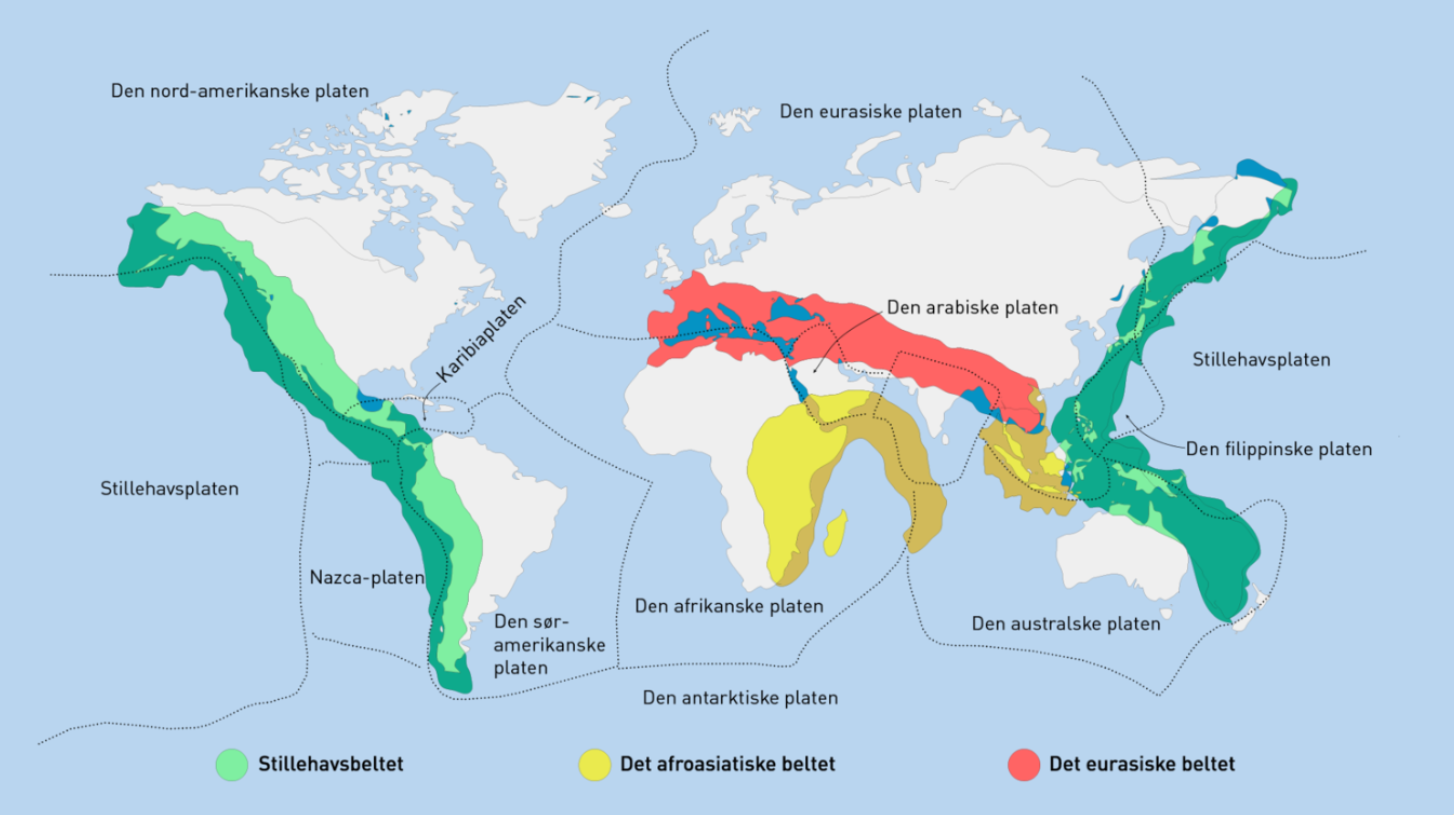 Den nord-amerikanske platen
Den eurasiske platen
Den arabiske platen
Karibiaplaten
Stillehavsplaten
Den filippinske platen
Stillehavsplaten
Nazca-platen
Den sør-
amerikanske
platen
Den afrikanske platen
Den australske platen
Den antarktiske platen
Stillehavsbeltet
Det afroasiatiske beltet
Det eurasiske beltet